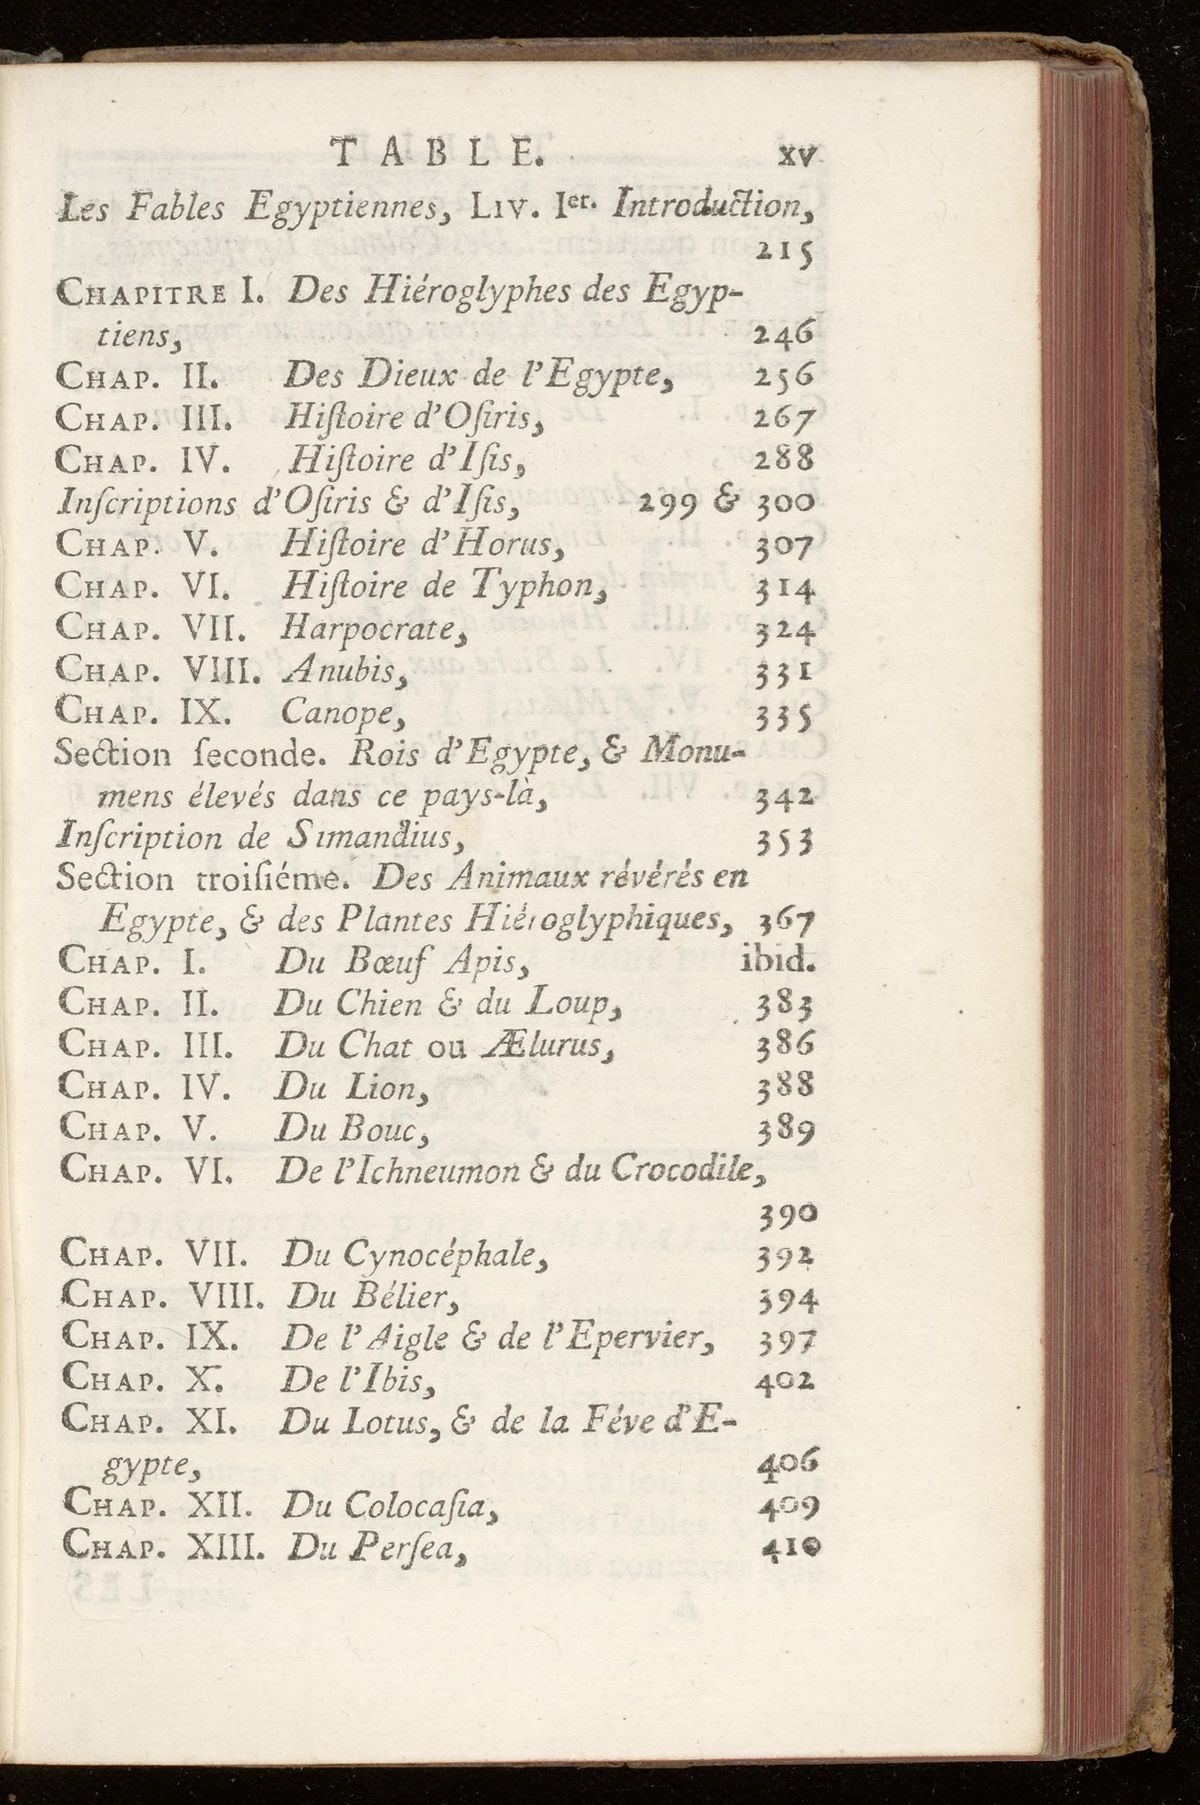 TABLE. xv
Les Fables Egyptiennes, LIV. Ier. Introduction,
215
CHAPITRE I. Des Hiéroglyphes des Egyp-
tiens, 246
CHAP. II. Des Dieux de l'Egypte, 256
CHAP. III. Hiſtoire d'Oſiris, 267
CHAP. IV. Hiſtoire d'Iſis, 288
Inſcriptions d'Oſiris & d'Iſis, 299 & 300
CHAP. V. Hiſtoire d'Horus, 307
CHAP. VI. Hiſtoire de Typhon, 314
CHAP. VII. Harpocrate, 324
CHAP. VIII. Anubis, 331
CHAP. IX. Canope, 335
Section ſeconde. Rois d'Egypte, & Monu-
mens élevés dans ce pays-là, 342
Inſcription de Simandius, 353
Section troiſiéme. Des Animaux révérés en
Egypte, & des Plantes Hiéroglyphiques, 367
CHAP. I. Du Bœuf Apis, ibid.
CHAP. II. Du Chien & du Loup, 383
CHAP. III. Du Chat ou Ælurus, 386
CHAP. IV. Du Lion, 388
CHAP. V. Du Bouc, 389
CHAP. VI. De l'Ichneumon & du Crocodile,
390
CHAP. VII. Du Cynocéphale, 392
CHAP. VIII. Du Bélier, 394
CHAP. IX. De l'Aigle & de l'Epervier, 397
CHAP. X. De l'Ibis, 402
CHAP. XI. Du Lotus, & de la Féve d'E-
gypte, 406
CHAP. XII. Du Colocaſia, 409
CHAP. XIII. Du Perſea, 410